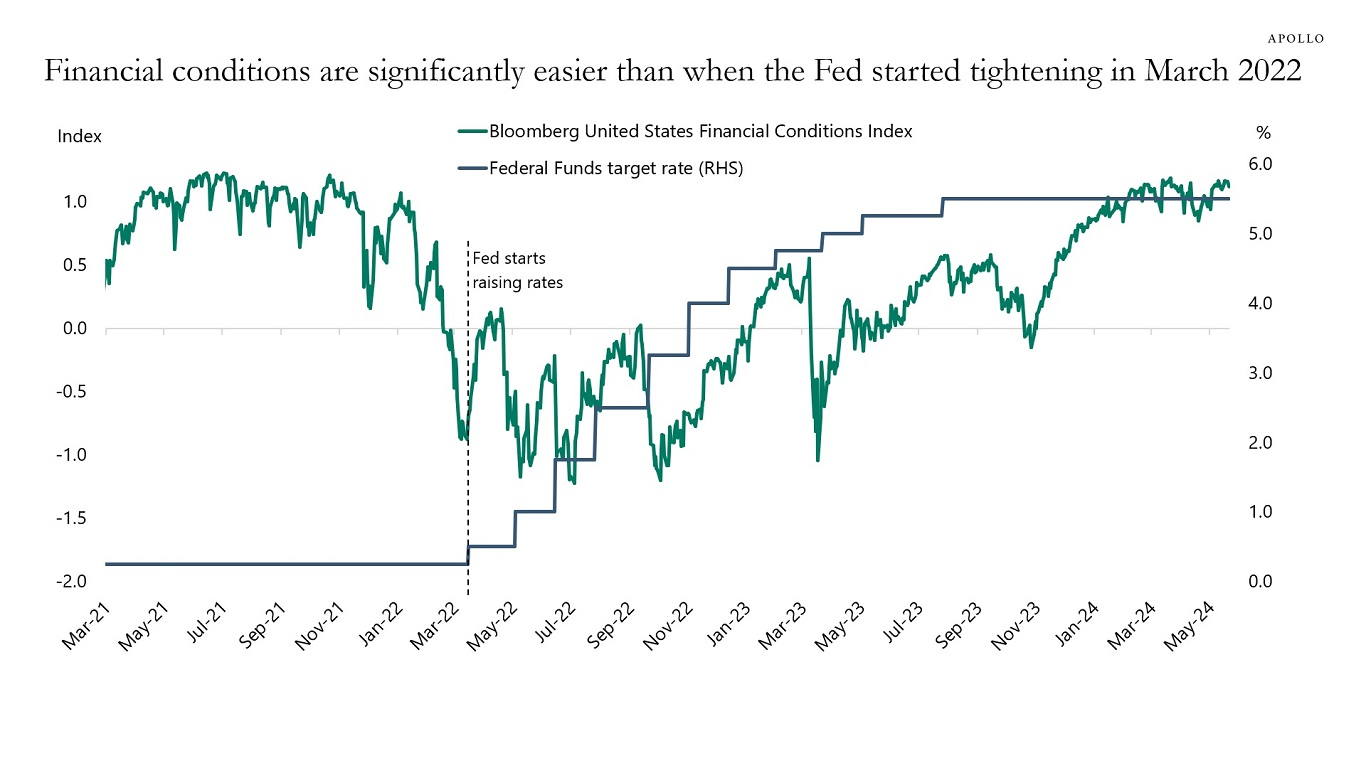 APOLLO
Financial conditions are significantly easier than when the Fed started tightening in March 2022
Index
Bloomberg United States Financial Conditions Index
%
Federal Funds target rate (RHS)
6.0
1.0
5.0
Fed starts
raising rates
0.5
4.0
0.0
3.0
-0.5
2.0
-1.0
1.0
-1.5
-2.0
0.0
Mar-21
May-21
Jul-21
Sep-21
Nov-21
Jan-22
Mar-22
May-22
Jul-22
Sep-22
Nov-22
Jan-23
Mar-23
May-23
Jul-23
Sep-23
Nov-23
Jan-24
Mar-24
May-24